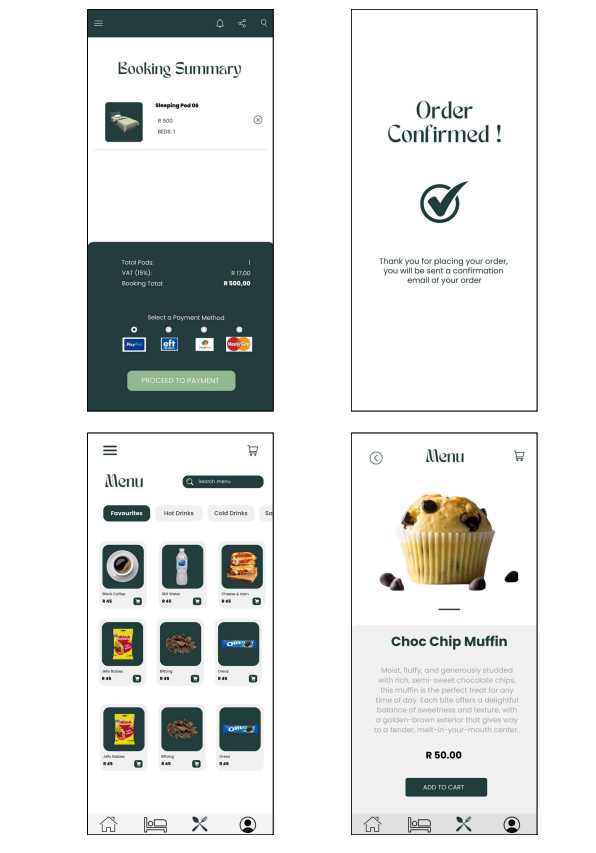 Booking Summary
Sleeping Pod 06
R 500
BEDS: 1
Total Pods: 1
VAT (15%): R 17,00
Booking Total: R 500,00
Select a Payment Method
PayPal
eft
MasterCard
PROCEED TO PAYMENT
Order
Confirmed !
Thank you for placing your order,
you will be sent a confirmation
email of your order
Menu
Search menu
Favourites Hot Drinks Cold Drinks Sa
Black Coffee Still Water Cheese & Ham
R 45 R 45 R 45
OREO
Jelly Babies Biltong Oreos
R 45 R 45 R 45
OREO
Jelly Babies Biltong Oreos
R 45 R 45 R 45
Menu
Choc Chip Muffin
Moist, fluffy, and generously studded
with rich, semi-sweet chocolate chips,
this muffin is the perfect treat for any
time of day. Each bite offers a delightful
balance of sweetness and texture, with
a golden-brown exterior that gives way
to a tender, melt-in-your-mouth center.
R 50.00
ADD TO CART